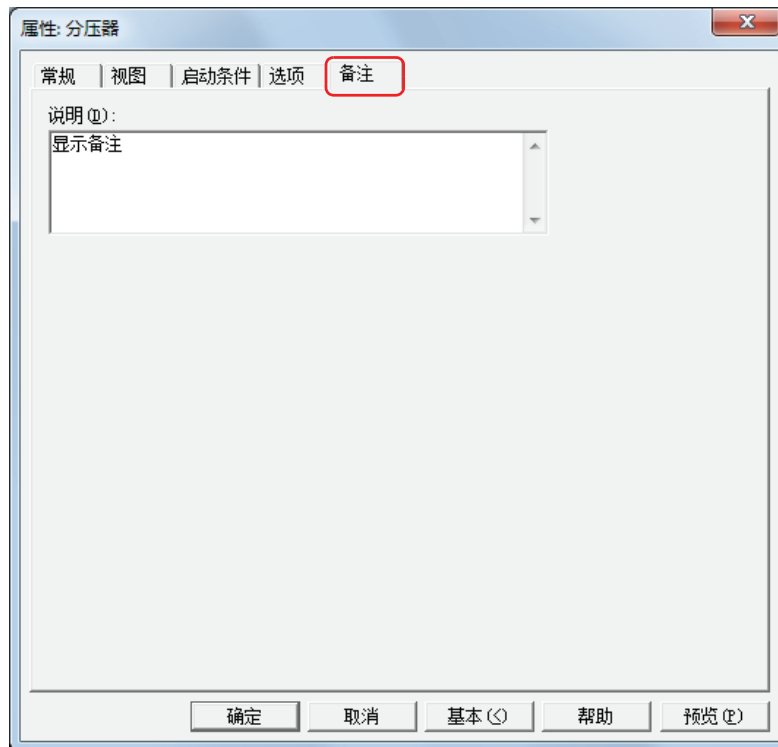 属性: 分压器
常规 视图 启动条件 选项 备注
说明(D):
显示备注
确定 取消 基本(<) 帮助 预览(P)